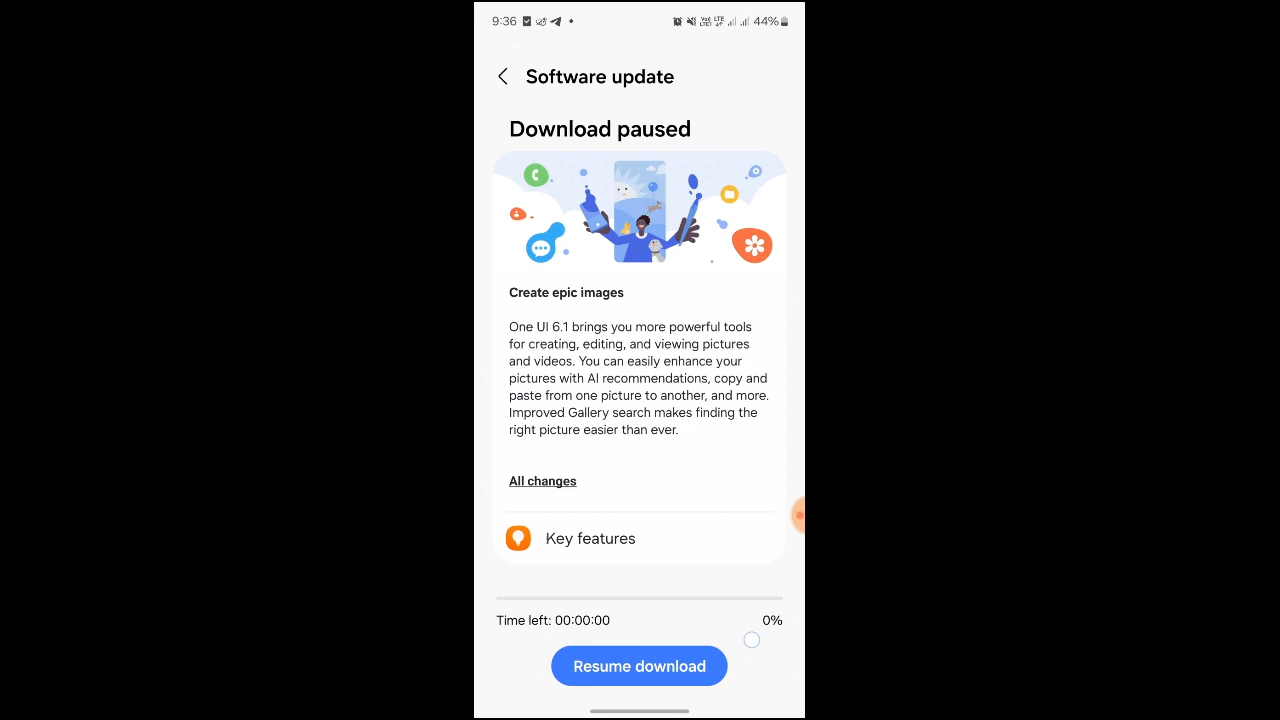 9:36
44%
Software update
Download paused
Create epic images
One UI 6.1 brings you more powerful tools
for creating, editing, and viewing pictures
and videos. You can easily enhance your
pictures with AI recommendations, copy and
paste from one picture to another, and more.
Improved Gallery search makes finding the
right picture easier than ever.
All changes
Key features
Time left: 00:00:00
0%
Resume download